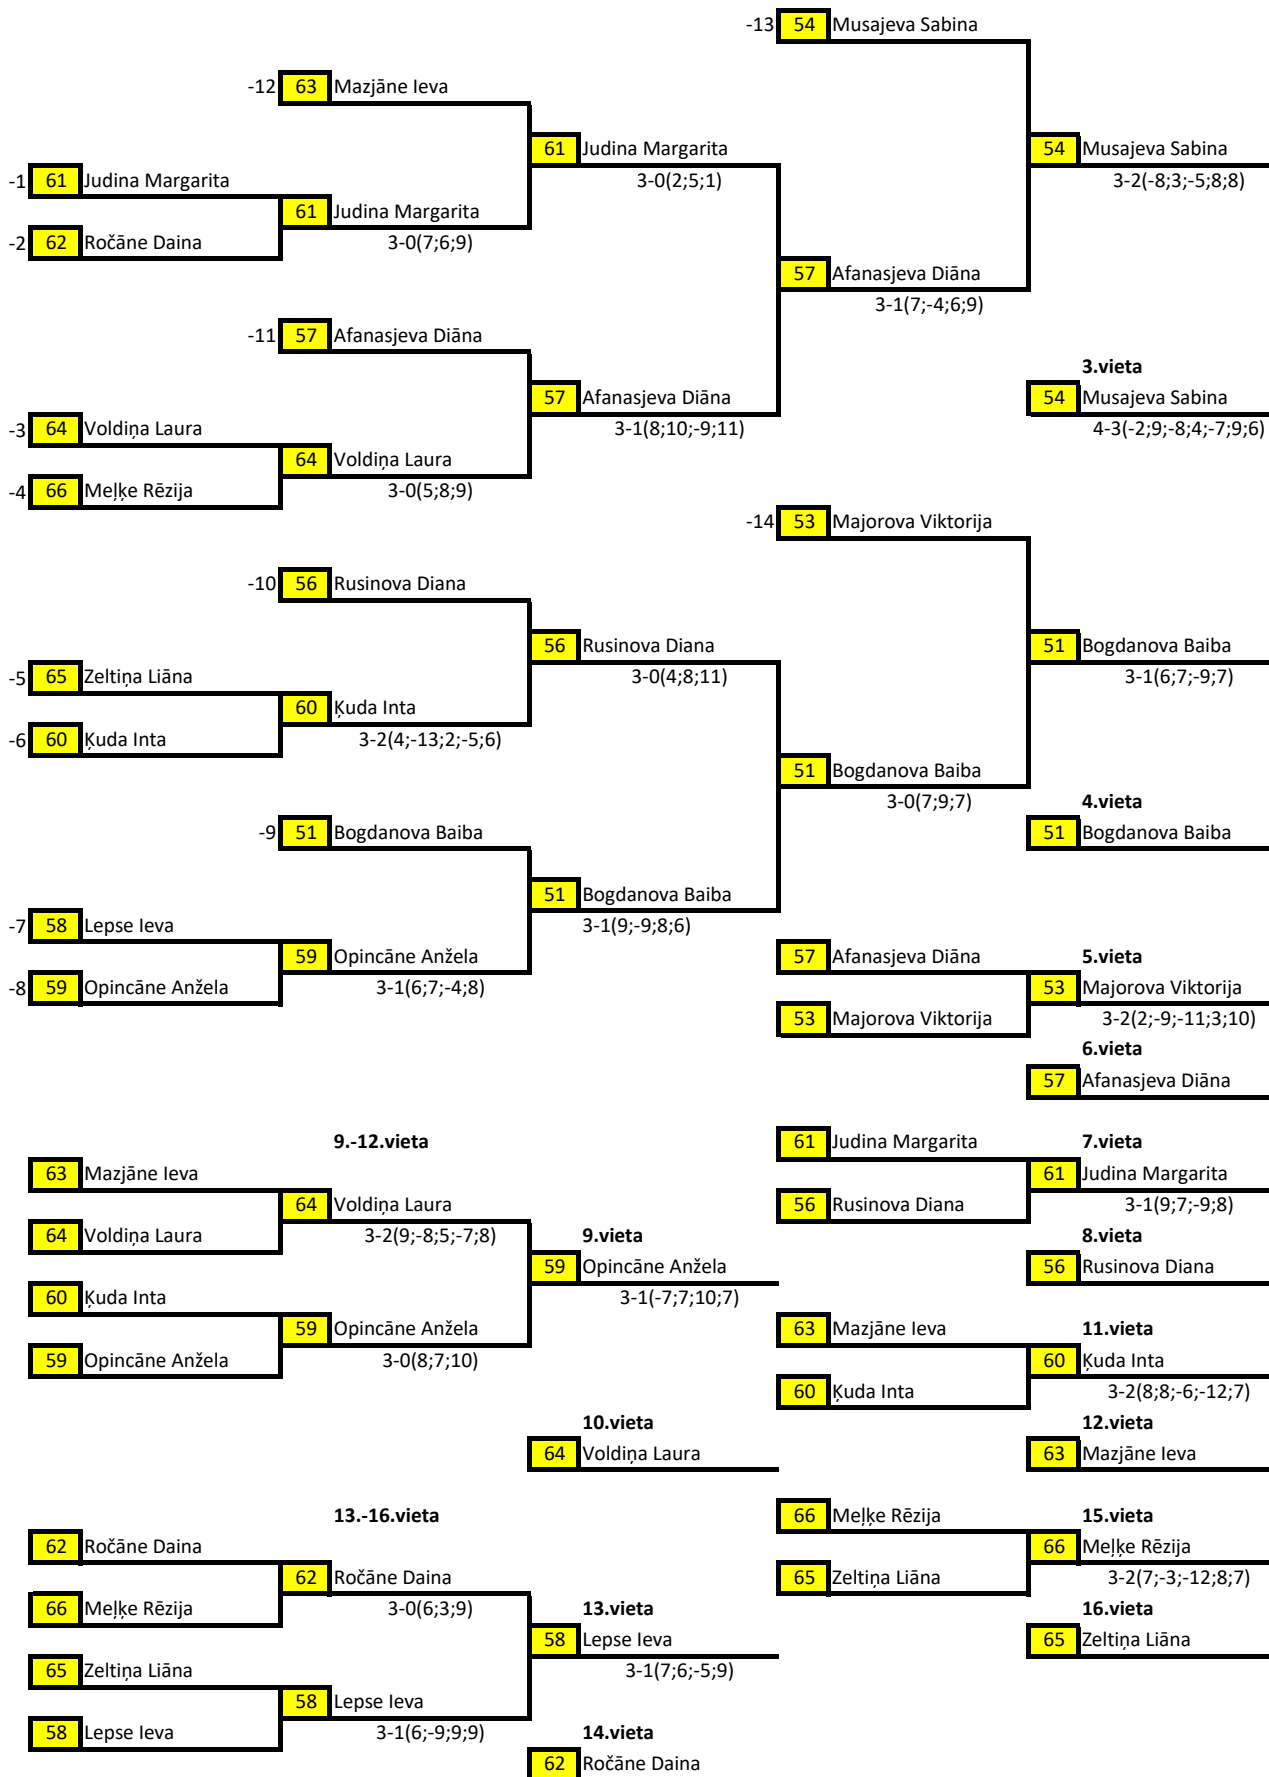 -13 54 Musajeva Sabina
-12 63 Mazjāne Ieva
61 Judina Margarita 54 Musajeva Sabina
-1 61 Judina Margarita 3-0(2;5;1) 3-2(-8;3;-5;8;8)
61 Judina Margarita
-2 62 Ročāne Daina 3-0(7;6;9)
57 Afanasjeva Diāna
3-1(7;-4;6;9)
-11 57 Afanasjeva Diāna
3.vieta
57 Afanasjeva Diāna 54 Musajeva Sabina
-3 64 Voldiņa Laura 3-1(8;10;-9;11) 4-3(-2;9;-8;4;-7;9;6)
64 Voldiņa Laura
-4 66 Meļķe Rēzija 3-0(5;8;9)
-14 53 Majorova Viktorija
-10 56 Rusinova Diana
56 Rusinova Diana 51 Bogdanova Baiba
-5 65 Zeltiņa Liāna 3-0(4;8;11) 3-1(6;7;-9;7)
60 Ķuda Inta
-6 60 Ķuda Inta 3-2(4;-13;2;-5;6)
51 Bogdanova Baiba
3-0(7;9;7) 4.vieta
-9 51 Bogdanova Baiba 51 Bogdanova Baiba
51 Bogdanova Baiba
-7 58 Lepse Ieva 3-1(9;-9;8;6)
59 Opincāne Anžela 57 Afanasjeva Diāna 5.vieta
-8 59 Opincāne Anžela 3-1(6;7;-4;8) 53 Majorova Viktorija
53 Majorova Viktorija 3-2(2;-9;-11;3;10)
6.vieta
57 Afanasjeva Diāna
9.-12.vieta 61 Judina Margarita 7.vieta
63 Mazjāne Ieva 61 Judina Margarita
64 Voldiņa Laura 56 Rusinova Diana 3-1(9;7;-9;8)
64 Voldiņa Laura 3-2(9;-8;5;-7;8) 9.vieta 8.vieta
59 Opincāne Anžela 56 Rusinova Diana
60 Ķuda Inta 3-1(-7;7;10;7)
59 Opincāne Anžela 63 Mazjāne Ieva 11.vieta
59 Opincāne Anžela 3-0(8;7;10) 60 Ķuda Inta
60 Ķuda Inta 3-2(8;8;-6;-12;7)
10.vieta 12.vieta
64 Voldiņa Laura 63 Mazjāne Ieva
13.-16.vieta 66 Meļķe Rēzija 15.vieta
62 Ročāne Daina 66 Meļķe Rēzija
62 Ročāne Daina 65 Zeltiņa Liāna 3-2(7;-3;-12;8;7)
66 Meļķe Rēzija 3-0(6;3;9) 13.vieta 16.vieta
58 Lepse Ieva 65 Zeltiņa Liāna
65 Zeltiņa Liāna 3-1(7;6;-5;9)
58 Lepse Ieva
58 Lepse Ieva 3-1(6;-9;9;9) 14.vieta
62 Ročāne Daina